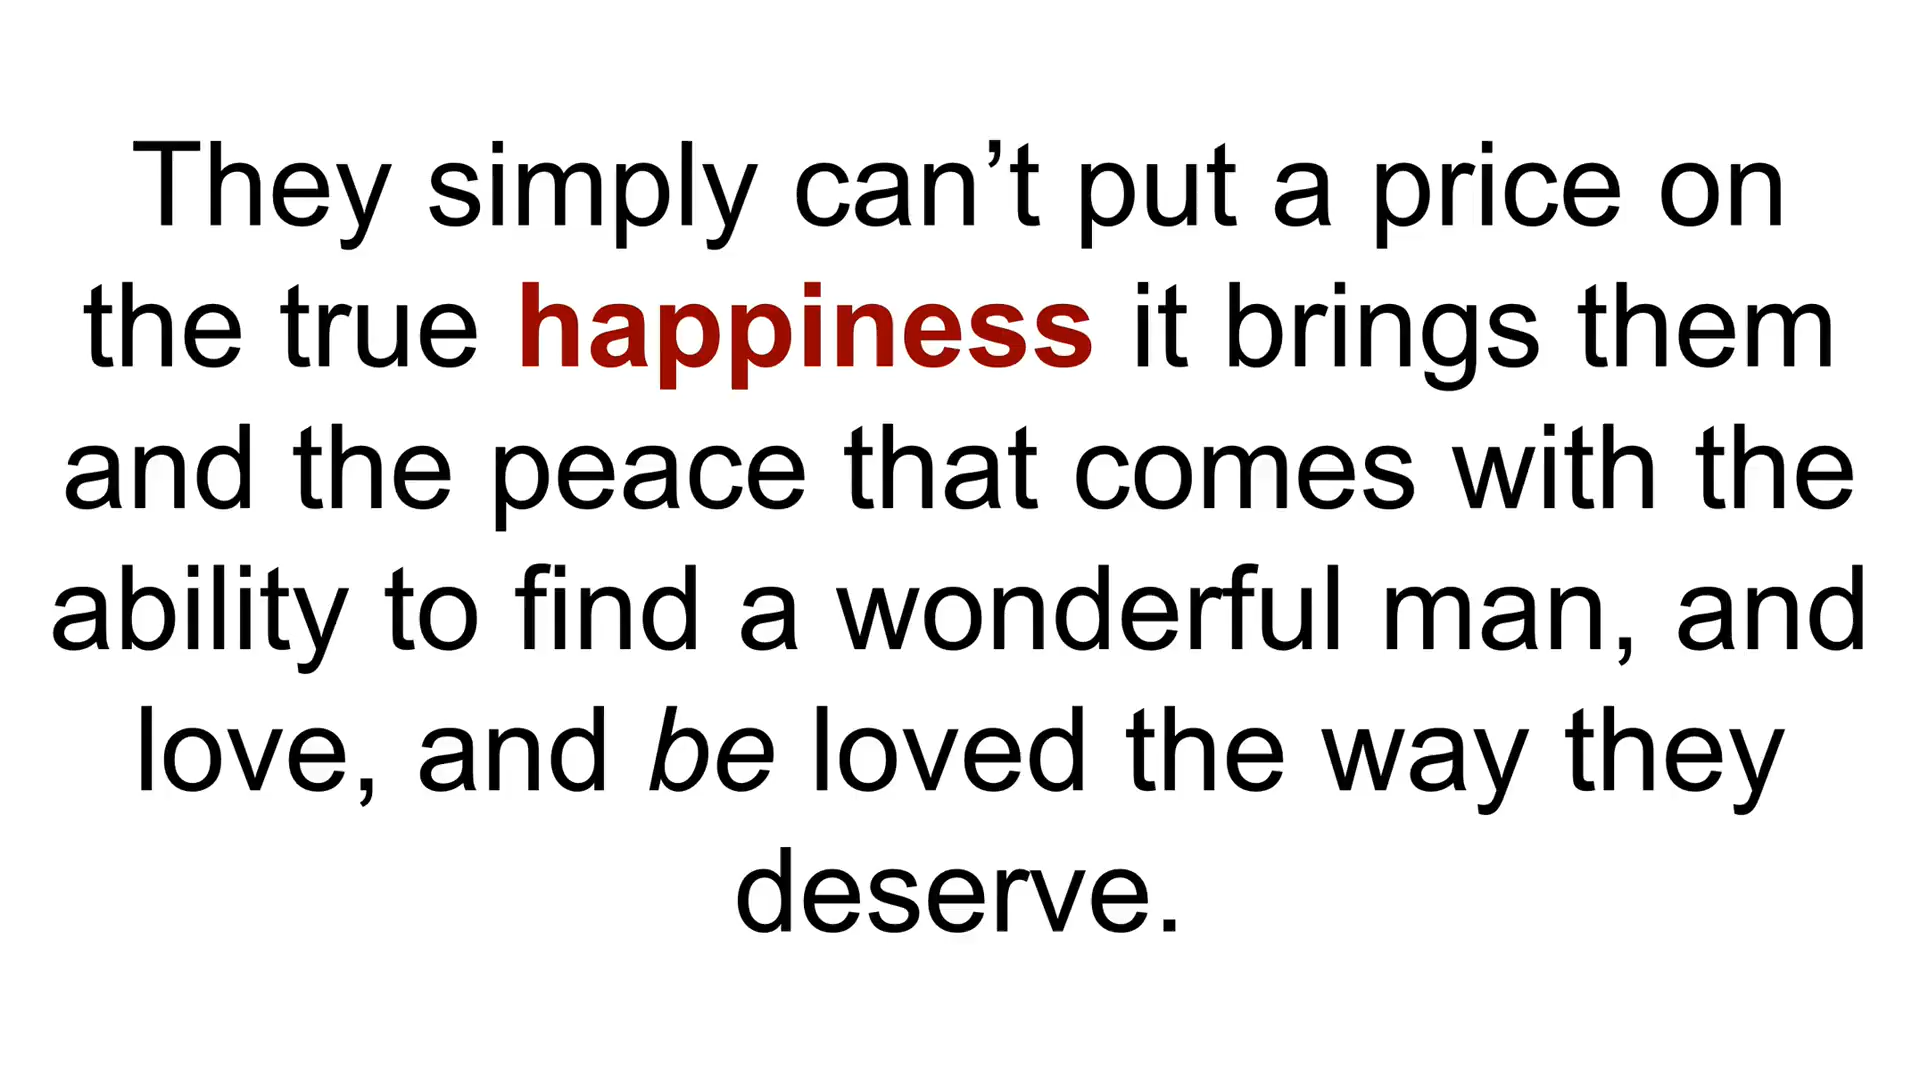 They simply can’t put a price on
the true happiness it brings them
and the peace that comes with the
ability to find a wonderful man, and
love, and be loved the way they
deserve.